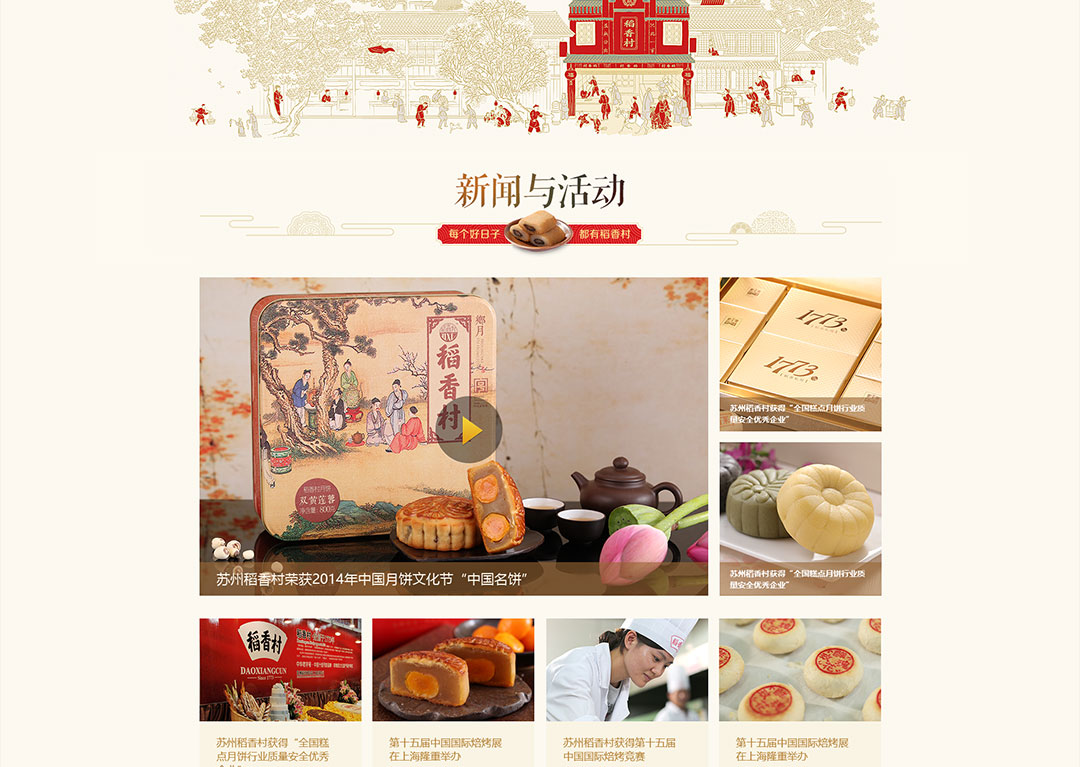 稻香村
新闻与活动
每个好日子 都有稻香村
鄉月
稻香村
稻香村月饼
双黄莲蓉
净含量:800克
苏州稻香村荣获2014年中国月饼文化节“中国名饼”
1773
1773
苏州稻香村获得“全国糕点月饼行业质
量安全优秀企业”
苏州稻香村获得“全国糕点月饼行业质
量安全优秀企业”
稻香村
DAOXIANGCUN
Since 1773
稻香村
苏州稻香村获得“全国糕
点月饼行业质量安全优秀
企业”
第十五届中国国际焙烤展
在上海隆重举办
苏州稻香村获得第十五届
中国国际焙烤竞赛
第十五届中国国际焙烤展
在上海隆重举办